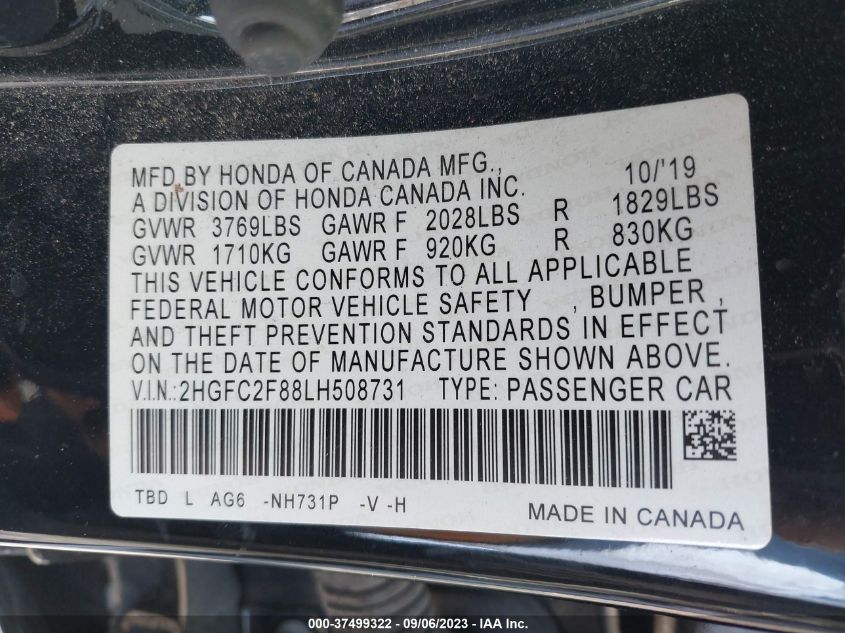 MFD BY HONDA OF CANADA MFG., 10/'19
A DIVISION OF HONDA CANADA INC.
GVWR 3769LBS GAWR F 2028LBS R 1829LBS
GVWR 1710KG GAWR F 920KG R 830KG
THIS VEHICLE CONFORMS TO ALL APPLICABLE
FEDERAL MOTOR VEHICLE SAFETY , BUMPER ,
AND THEFT PREVENTION STANDARDS IN EFFECT
ON THE DATE OF MANUFACTURE SHOWN ABOVE.
V.I.N.:2HGFC2F88LH508731 TYPE: PASSENGER CAR
TBD L AG6 -NH731P -V -H
MADE IN CANADA
000-37499322 - 09/06/2023 - IAA Inc.